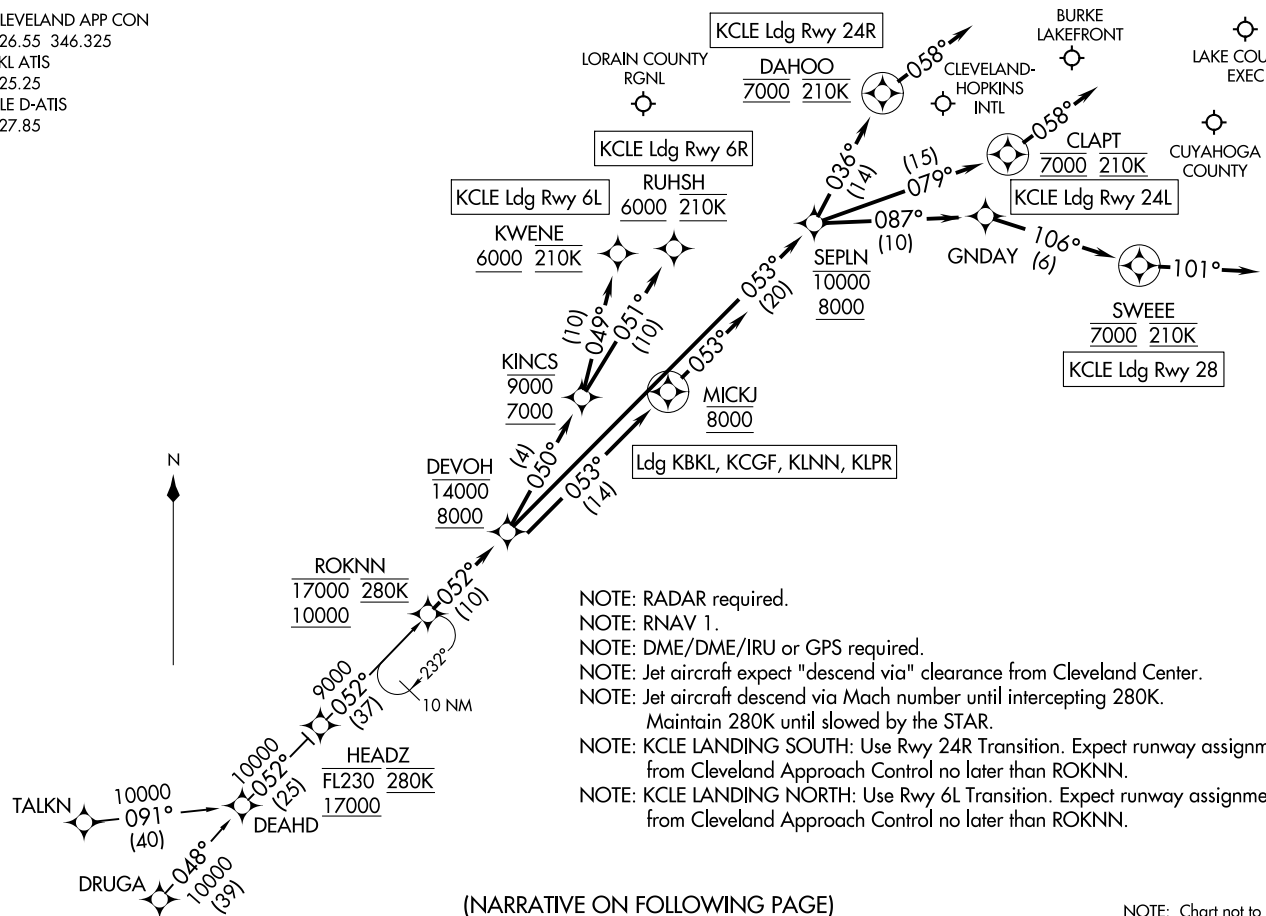 LEVELAND APP CON
26.55 346.325
KL ATIS
25.25
LE D-ATIS
27.85
KCLE Ldg Rwy 24R
DAHOO
7000 210K
058°
BURKE
LAKEFRONT
LAKE COU
EXEC
LORAIN COUNTY
RGNL
CLEVELAND-
HOPKINS
INTL
CUYAHOGA
COUNTY
KCLE Ldg Rwy 6R
RUHSH
6000 210K
036°
(14)
(15)
079°
058°
CLAPT
7000 210K
KCLE Ldg Rwy 24L
KCLE Ldg Rwy 6L
KWENE
6000 210K
087°
(10)
GNDAY
106°
(6)
101°
SEPLN
10000
8000
SWEEE
7000 210K
KCLE Ldg Rwy 28
053°
(20)
(10)
049°
051°
(10)
053°
KINCS
9000
7000
MICKJ
8000
Ldg KBKL, KCGF, KLNN, KLPR
(4)
050°
053°
(14)
DEVOH
14000
8000
N
ROKNN
17000 280K
10000
052°
(10)
232°
10 NM
9000
052°
(37)
HEADZ
FL230 280K
17000
10000
052°
(25)
DEAHD
TALKN
10000
091°
(40)
DRUGA
048°
10000
(39)
NOTE: RADAR required.
NOTE: RNAV 1.
NOTE: DME/DME/IRU or GPS required.
NOTE: Jet aircraft expect "descend via" clearance from Cleveland Center.
NOTE: Jet aircraft descend via Mach number until intercepting 280K.
Maintain 280K until slowed by the STAR.
NOTE: KCLE LANDING SOUTH: Use Rwy 24R Transition. Expect runway assignm
from Cleveland Approach Control no later than ROKNN.
NOTE: KCLE LANDING NORTH: Use Rwy 6L Transition. Expect runway assignme
from Cleveland Approach Control no later than ROKNN.
(NARRATIVE ON FOLLOWING PAGE)
NOTE: Chart not to